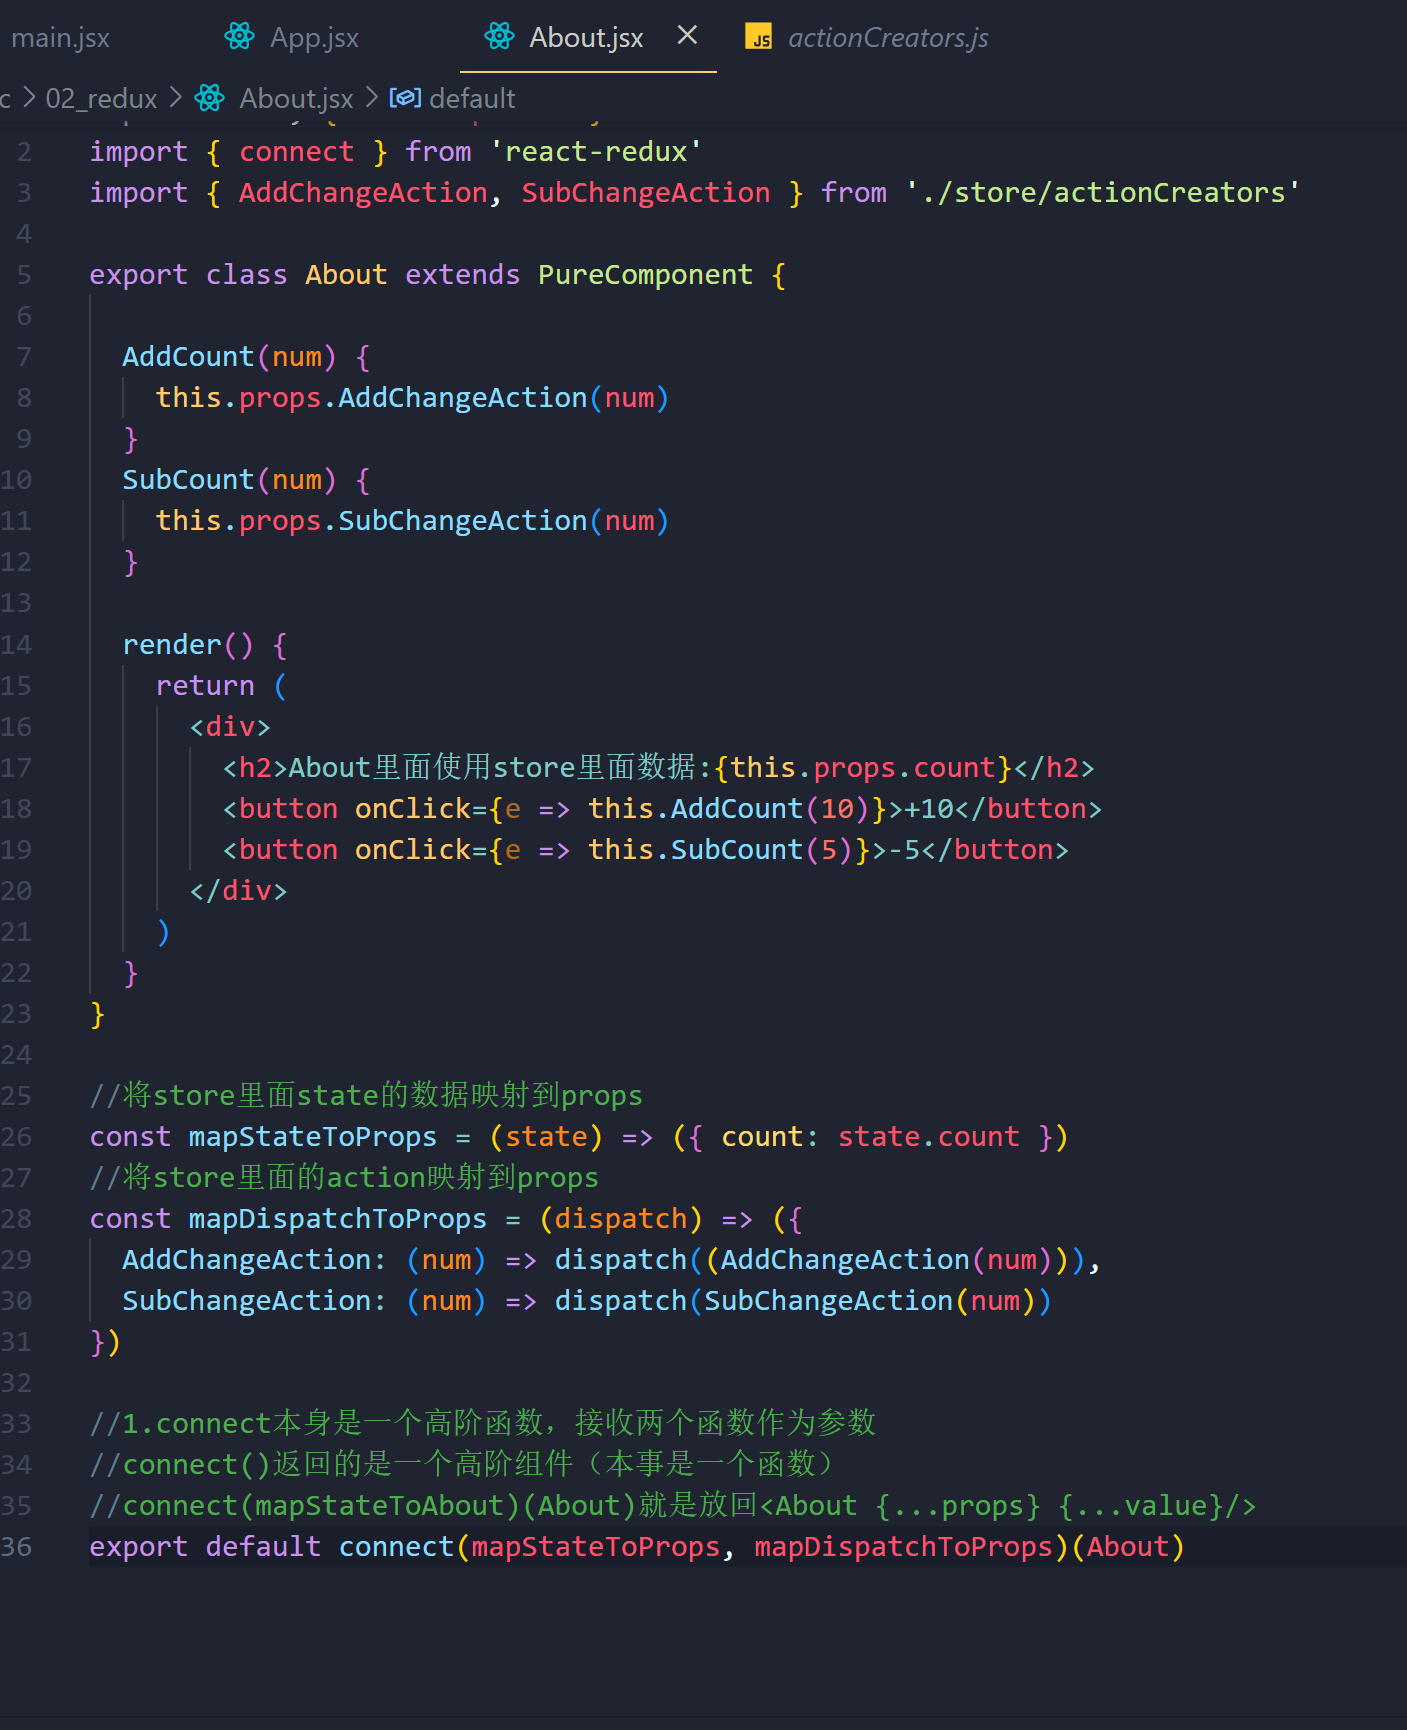 main.jsx App.jsx About.jsx actionCreators.js
c > 02_redux > About.jsx > default
2 import { connect } from 'react-redux'
3 import { AddChangeAction, SubChangeAction } from './store/actionCreators'
4
5 export class About extends PureComponent {
6
7 AddCount(num) {
8 this.props.AddChangeAction(num)
9 }
10 SubCount(num) {
11 this.props.SubChangeAction(num)
12 }
13
14 render() {
15 return (
16 <div>
17 <h2>About里面使用store里面数据:{this.props.count}</h2>
18 <button onClick={e => this.AddCount(10)}>+10</button>
19 <button onClick={e => this.SubCount(5)}>-5</button>
20 </div>
21 )
22 }
23 }
24
25 //将store里面state的数据映射到props
26 const mapStateToProps = (state) => ({ count: state.count })
27 //将store里面的action映射到props
28 const mapDispatchToProps = (dispatch) => ({
29 AddChangeAction: (num) => dispatch((AddChangeAction(num))),
30 SubChangeAction: (num) => dispatch(SubChangeAction(num))
31 })
32
33 //1.connect本身是一个高阶函数，接收两个函数作为参数
34 //connect()返回的是一个高阶组件（本事是一个函数）
35 //connect(mapStateToAbout)(About)就是放回<About {...props} {...value}/>
36 export default connect(mapStateToProps, mapDispatchToProps)(About)